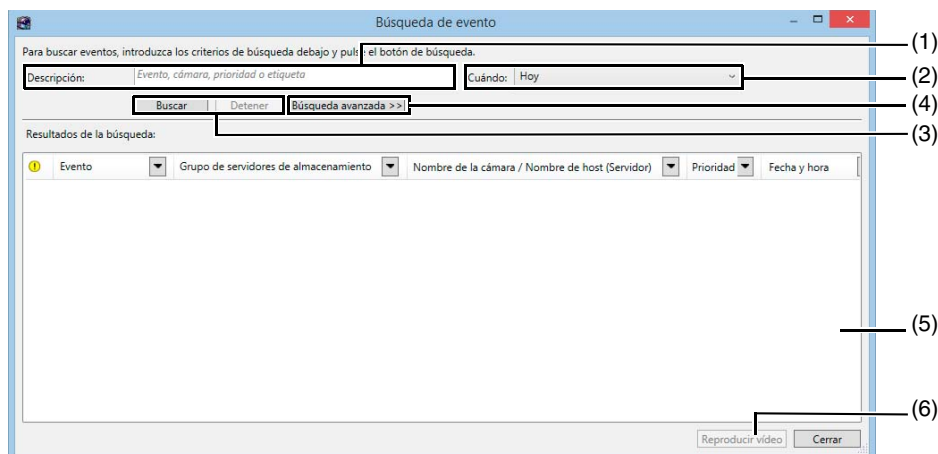 Búsqueda de evento
Para buscar eventos, introduzca los criterios de búsqueda debajo y pulse el botón de búsqueda.
(1)
Descripción: Evento, cámara, prioridad o etiqueta Cuándo: Hoy
(2)
Buscar Detener Búsqueda avanzada >>
(4)
(3)
Resultados de la búsqueda:
Evento Grupo de servidores de almacenamiento Nombre de la cámara / Nombre de host (Servidor) Prioridad Fecha y hora
(5)
(6)
Reproducir vídeo Cerrar